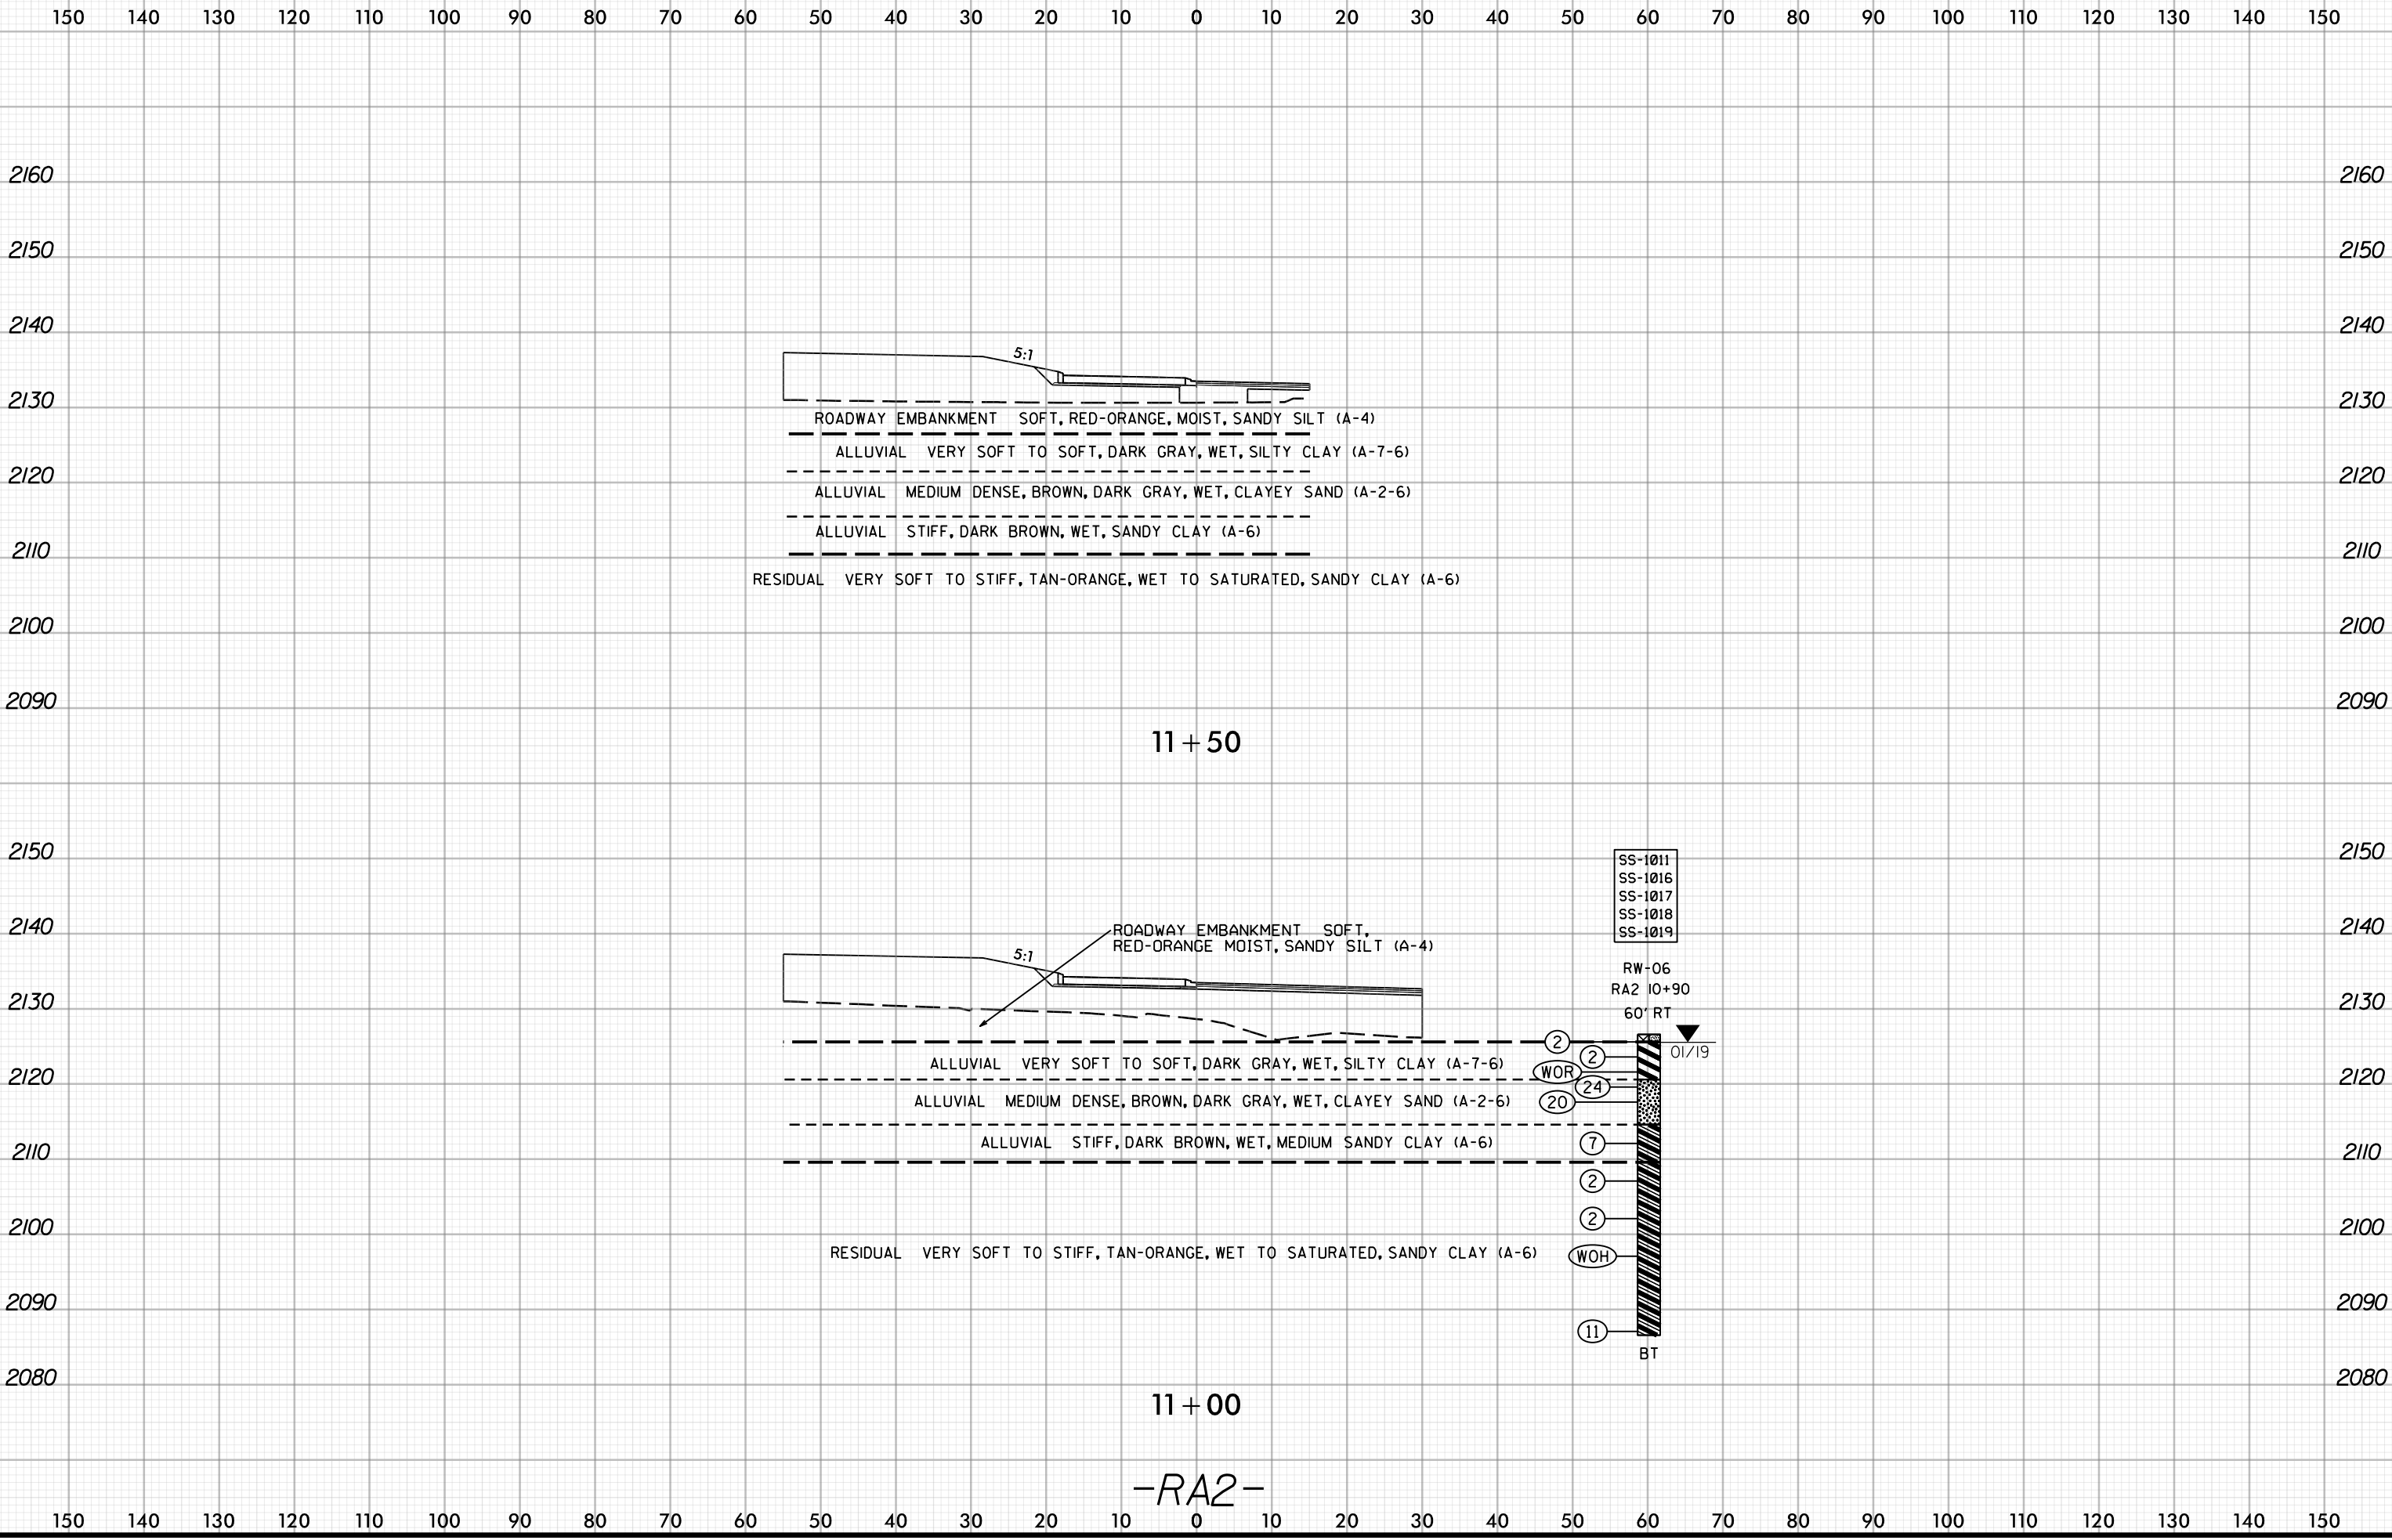 150 140 130 120 110 100 90 80 70 60 50 40 30 20 10 0 10 20 30 40 50 60 70 80 90 100 110 120 130 140 150
2160 2160
2150 2150
2140 2140
5:1
2130 2130
ROADWAY EMBANKMENT SOFT, RED-ORANGE, MOIST, SANDY SILT (A-4)
ALLUVIAL VERY SOFT TO SOFT, DARK GRAY, WET, SILTY CLAY (A-7-6)
2120 2120
ALLUVIAL MEDIUM DENSE, BROWN, DARK GRAY, WET, CLAYEY SAND (A-2-6)
ALLUVIAL STIFF, DARK BROWN, WET, SANDY CLAY (A-6)
2110 2110
RESIDUAL VERY SOFT TO STIFF, TAN-ORANGE, WET TO SATURATED, SANDY CLAY (A-6)
2100 2100
2090 2090
11+50
2150 2150
SS-1011
SS-1016
SS-1017
SS-1018
SS-1019
2140 2140
ROADWAY EMBANKMENT SOFT,
RED-ORANGE MOIST, SANDY SILT (A-4)
5:1
RW-06
RA2 10+90
60' RT
2130 2130
2
01/19
2
ALLUVIAL VERY SOFT TO SOFT, DARK GRAY, WET, SILTY CLAY (A-7-6)
WOR
2120 2120
24
ALLUVIAL MEDIUM DENSE, BROWN, DARK GRAY, WET, CLAYEY SAND (A-2-6)
20
ALLUVIAL STIFF, DARK BROWN, WET, MEDIUM SANDY CLAY (A-6)
7
2110 2110
2
2
2100 2100
RESIDUAL VERY SOFT TO STIFF, TAN-ORANGE, WET TO SATURATED, SANDY CLAY (A-6)
WOH
2090 2090
11
BT
2080 2080
11+00
-RA2-
150 140 130 120 110 100 90 80 70 60 50 40 30 20 10 0 10 20 30 40 50 60 70 80 90 100 110 120 130 140 150